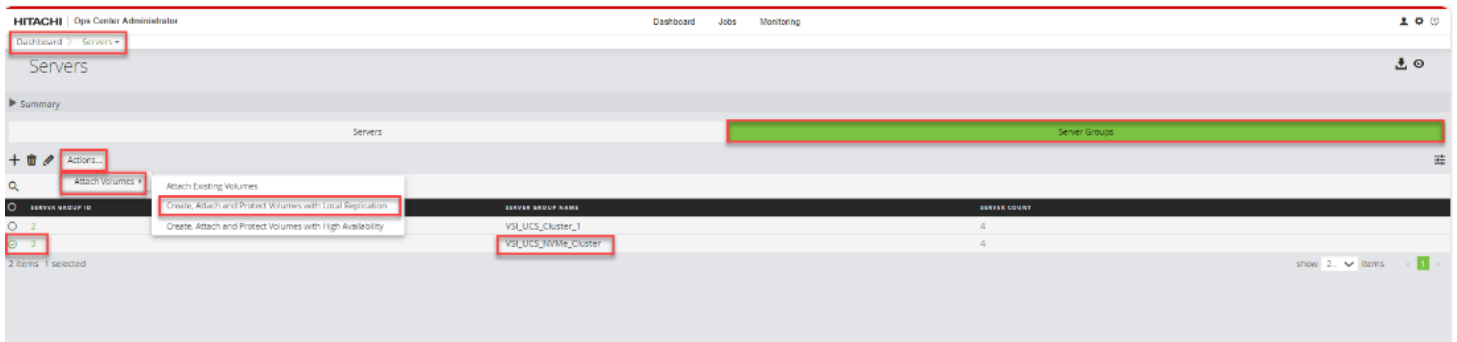 HITACHI Ops Center Administrator Dashboard Jobs Monitoring
Dashboard > Servers
Servers
Summary
Servers Server Groups
Actions...
Attach Volumes
Attach Existing Volumes
Create, Attach and Protect Volumes with Local Replication
Create, Attach and Protect Volumes with High Availability
SERVER GROUP ID SERVER GROUP NAME SERVER COUNT
2 VSI_UCS_Cluster_1 4
3 VSI_UCS_NVMe_Cluster 4
2 items 1 selected show 2... items « 1 »